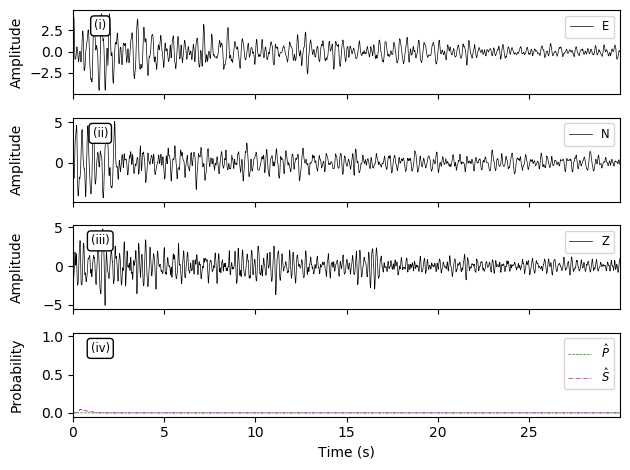 (i)
E
Amplitude
2.5
0.0
−2.5
(ii)
N
Amplitude
5
0
(iii)
Z
Amplitude
5
0
−5
(iv)
P̂
Ŝ
Probability
1.0
0.5
0.0
0 5 10 15 20 25
Time (s)